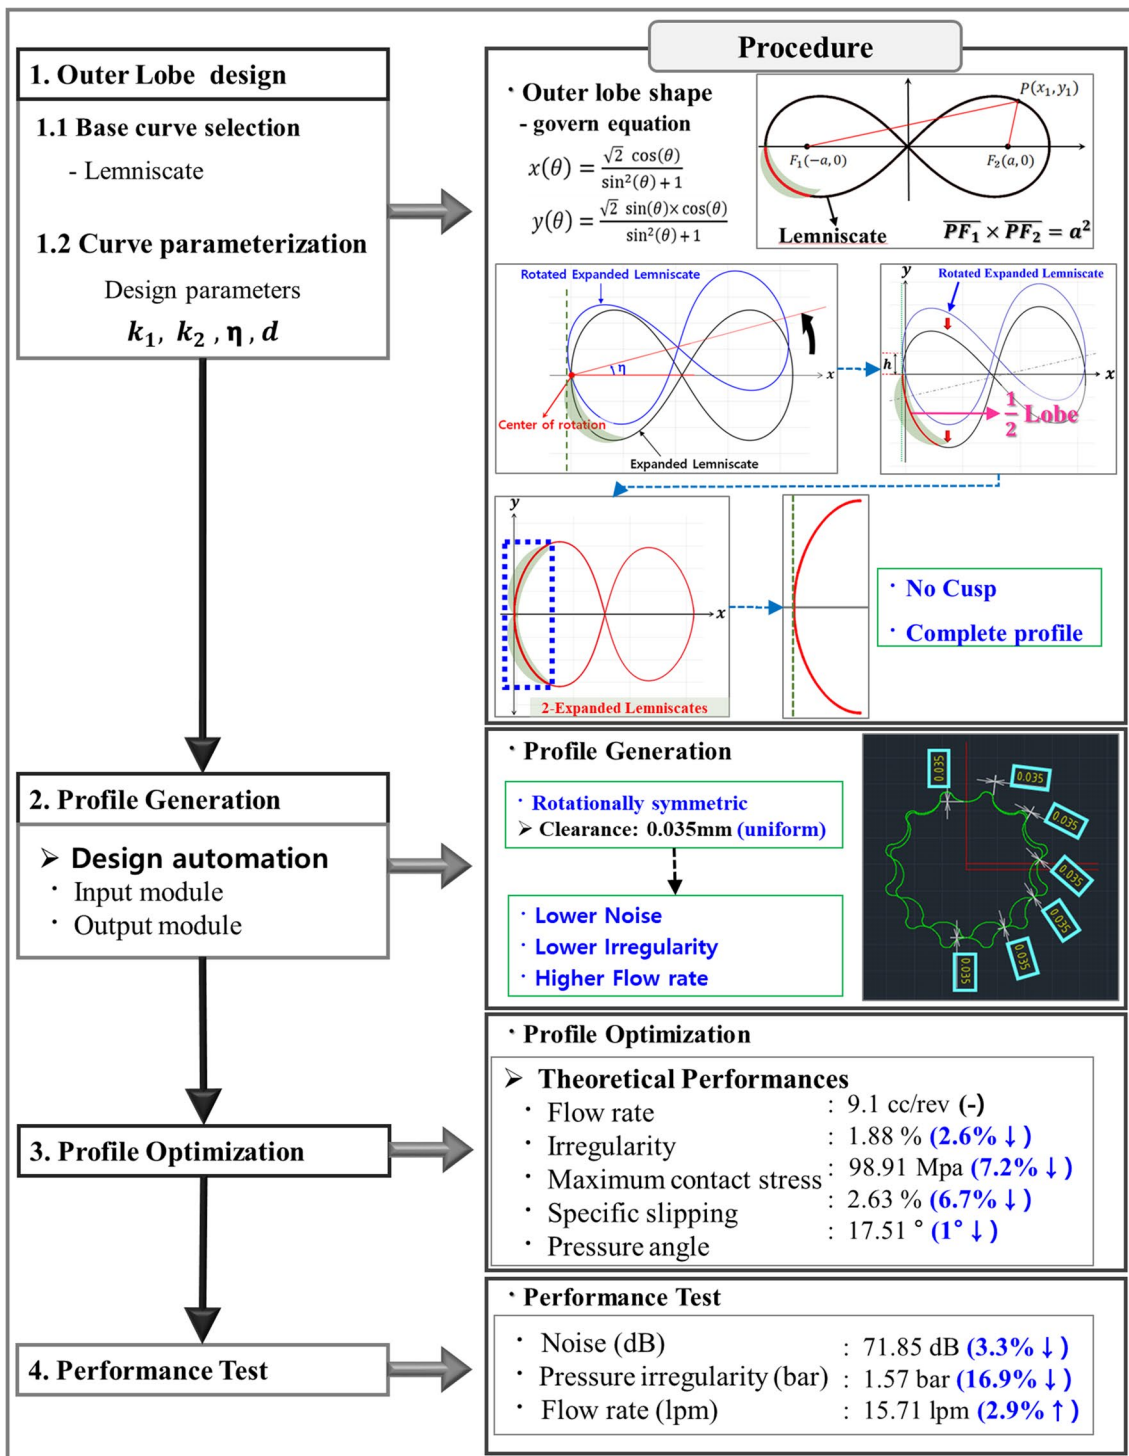 Procedure
1. Outer Lobe design
1.1 Base curve selection
- Lemniscate
1.2 Curve parameterization
Design parameters
k₁, k₂, η, d
· Outer lobe shape
- govern equation
x(θ) = √2 cos(θ) / sin²(θ)+1
y(θ) = √2 sin(θ)×cos(θ) / sin²(θ)+1
P(x₁, y₁)
F₁(−a, 0)
F₂(a, 0)
Lemniscate
PF₁ × PF₂ = a²
Rotated Expanded Lemniscate
η
x
Center of rotation
Expanded Lemniscate
y
Rotated Expanded Lemniscate
h
x
1/2 Lobe
y
x
2-Expanded Lemniscates
· No Cusp
· Complete profile
2. Profile Generation
➢ Design automation
· Input module
· Output module
· Profile Generation
· Rotationally symmetric
➢ Clearance: 0.035mm (uniform)
· Lower Noise
· Lower Irregularity
· Higher Flow rate
0.035
0.035
0.035
0.035
0.035
0.035
0.035
3. Profile Optimization
· Profile Optimization
➢ Theoretical Performances
· Flow rate : 9.1 cc/rev (-)
· Irregularity : 1.88 % (2.6% ↓)
· Maximum contact stress : 98.91 Mpa (7.2% ↓)
· Specific slipping : 2.63 % (6.7% ↓)
· Pressure angle : 17.51 ° (1° ↓)
4. Performance Test
· Performance Test
· Noise (dB) : 71.85 dB (3.3% ↓)
· Pressure irregularity (bar) : 1.57 bar (16.9% ↓)
· Flow rate (lpm) : 15.71 lpm (2.9% ↑)